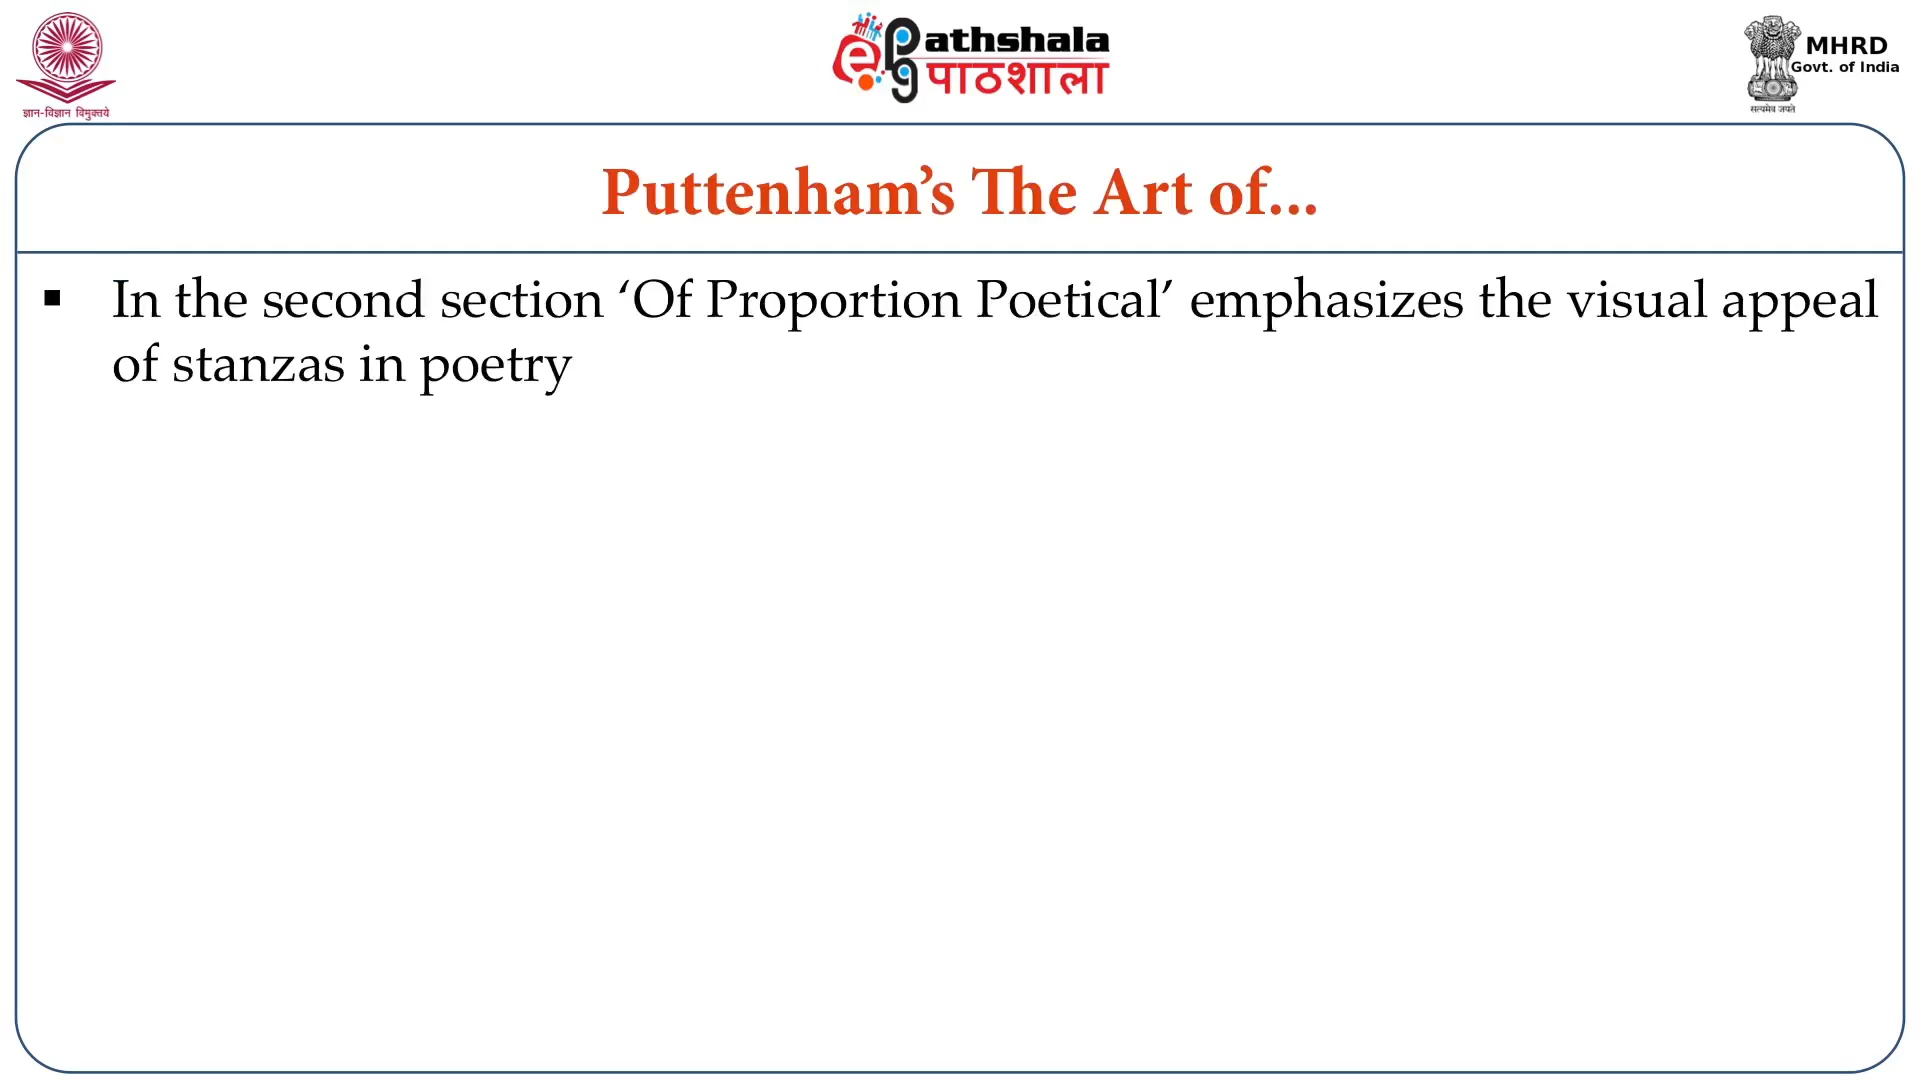 ज्ञान-विज्ञान विमुक्तये
ePathshala
पाठशाला
MHRD
Govt. of India
सत्यमेव जयते
Puttenham’s The Art of...
▪ In the second section ‘Of Proportion Poetical’ emphasizes the visual appeal
of stanzas in poetry